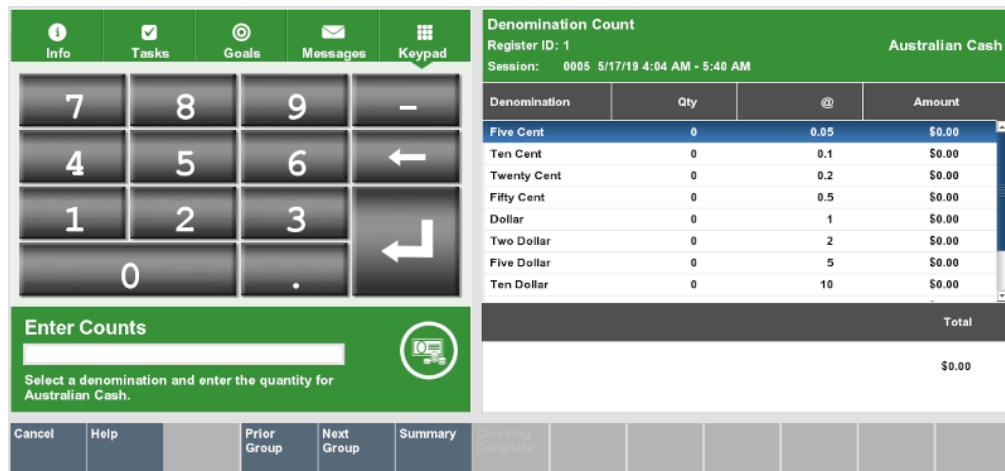 Info Tasks Goals Messages Keypad
7 8 9 –
4 5 6 ←
1 2 3
0 .
Enter Counts
Select a denomination and enter the quantity for
Australian Cash.
Denomination Count
Register ID: 1 Australian Cash
Session: 0005 5/17/19 4:04 AM - 5:40 AM
Denomination Qty @ Amount
Five Cent 0 0.05 $0.00
Ten Cent 0 0.1 $0.00
Twenty Cent 0 0.2 $0.00
Fifty Cent 0 0.5 $0.00
Dollar 0 1 $0.00
Two Dollar 0 2 $0.00
Five Dollar 0 5 $0.00
Ten Dollar 0 10 $0.00
Total
$0.00
Cancel Help Prior Group Next Group Summary Counting Complete